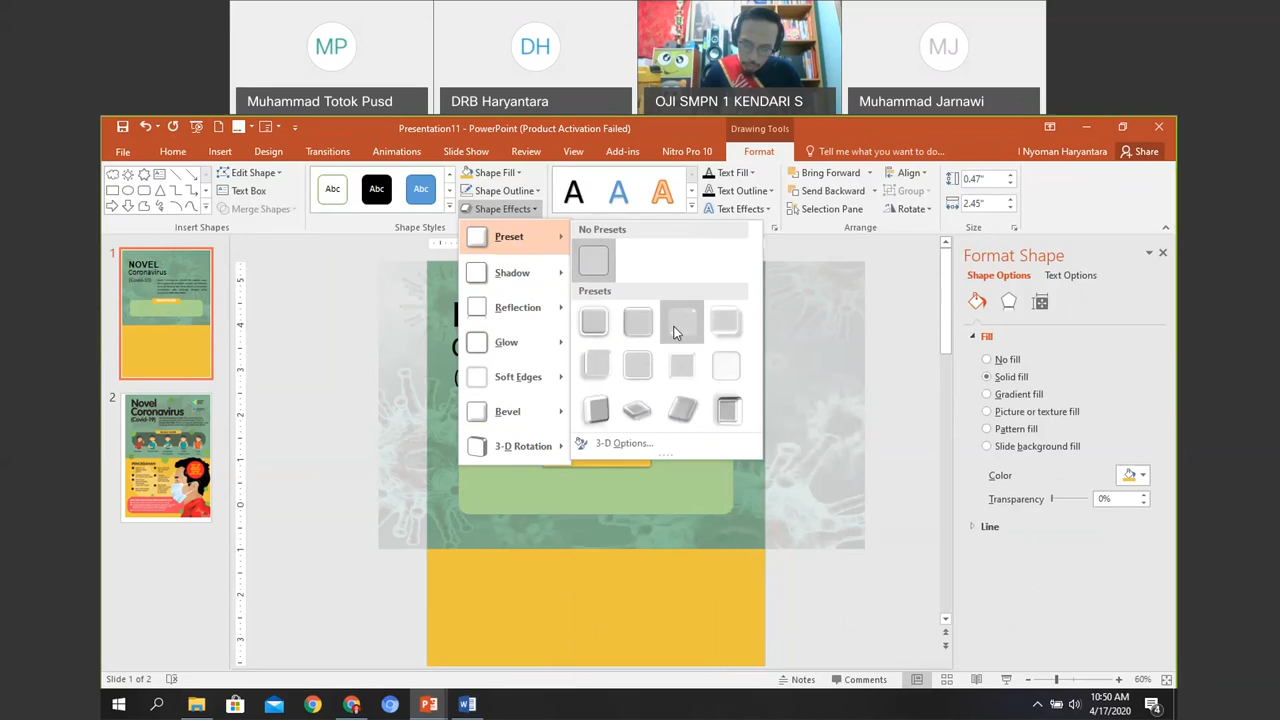 MP
DH
MJ
Muhammad Totok Pusd
DRB Haryantara
OJI SMPN 1 KENDARI S
Muhammad Jarnawi
Presentation11 - PowerPoint (Product Activation Failed)
Drawing Tools
File
Home
Insert
Design
Transitions
Animations
Slide Show
Review
View
Add-ins
Nitro Pro 10
Format
Tell me what you want to do...
I Nyoman Haryantara
Share
Edit Shape
Text Box
Merge Shapes
Insert Shapes
Abc
Abc
Abc
Shape Styles
Shape Fill
Shape Outline
Shape Effects
A
A
A
Text Fill
Text Outline
Text Effects
Bring Forward
Send Backward
Selection Pane
Align
Group
Rotate
Arrange
0.47"
2.45"
Size
Preset
Shadow
Reflection
Glow
Soft Edges
Bevel
3-D Rotation
No Presets
Presets
3-D Options...
1
NOVEL
Coronavirus
(Covid-19)
2
Novel
Coronavirus
(Covid-19)
Format Shape
Shape Options
Text Options
Fill
No fill
Solid fill
Gradient fill
Picture or texture fill
Pattern fill
Slide background fill
Color
Transparency
0%
Line
Slide 1 of 2
Notes
Comments
60%
10:50 AM
4/17/2020
4